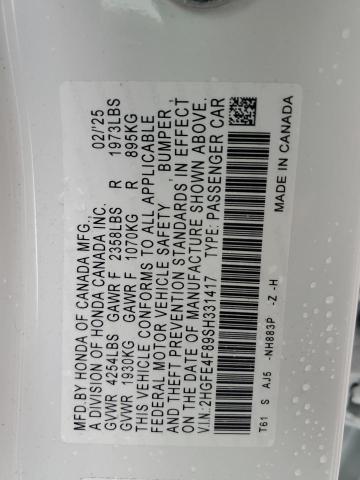 MFD.BY HONDA OF CANADA MFG.,
A DIVISION OF HONDA CANADA INC. 02/'25
GVWR 4254LBS GAWR F 2358LBS R 1973LBS
GVWR 1930KG GAWR F 1070KG R 895KG
THIS VEHICLE CONFORMS TO ALL APPLICABLE
FEDERAL MOTOR VEHICLE SAFETY , BUMPER,
AND THEFT PREVENTION STANDARDS IN EFFECT
ON THE DATE OF MANUFACTURE SHOWN ABOVE.
V.I.N:2HGFE4F89SH331417 TYPE: PASSENGER CAR
T61 S AJ5 -NH883P -Z -H MADE IN CANADA